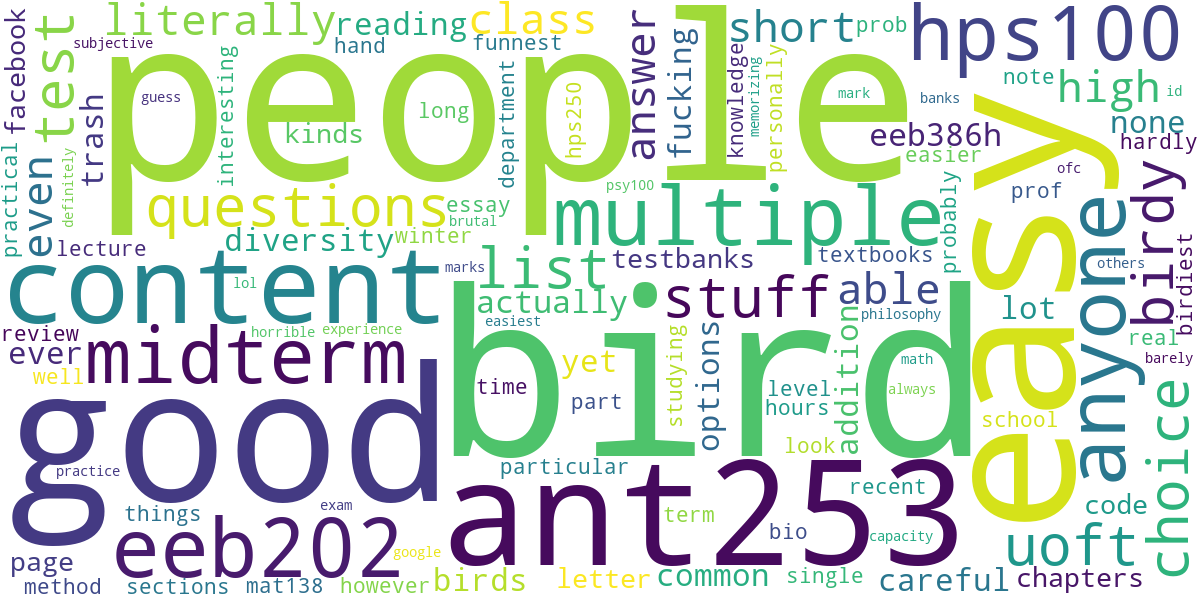 people
bird
easy
good
ant253
content
hps100
multiple
midterm
eeb202
questions
anyone
stuff
uoft
list
choice
birdy
test
literally
class
short
high
answer
even
able
reading
trash
fucking
eeb386h
none
diversity
actually
testbanks
common
careful
birds
letter
chapters
code
lot
options
addition
yet
ever
page
facebook
hand
funnest
prob
note
id
subjective
guess
kinds
long
interesting
department
hps250
knowledge
memorizing
personally
mark
banks
easier
hardly
ofc
prof
practical
definitely
lecture
essay
brutal
winter
psy100
probably
textbooks
others
birdiest
real
barely
review
well
lol
marks
horrible
experience
easiest
time
part
studying
level
hours
look
philosophy
math
always
school
particular
practice
things
exam
google
term
bio
recent
capacity
method
sections
mat138
however
single